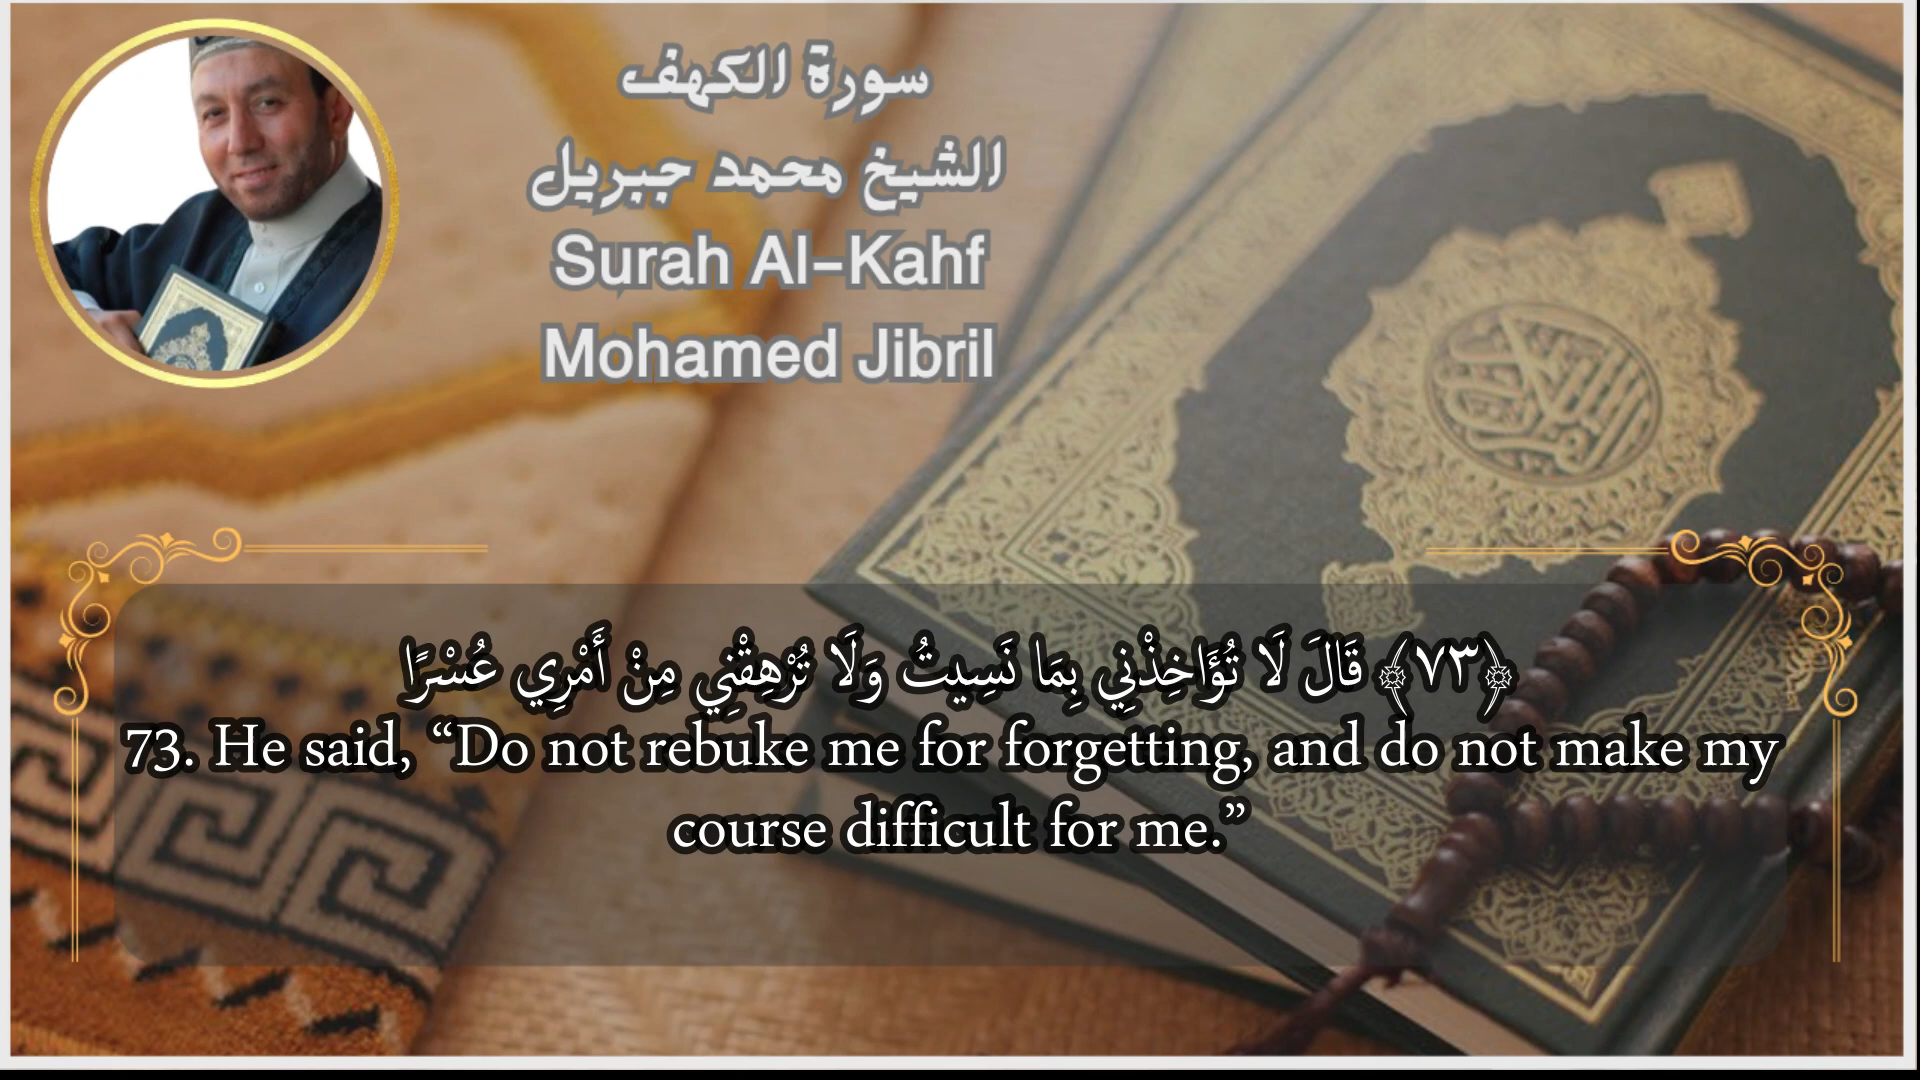 سورة الكهف
الشيخ محمد جبريل
Surah Al-Kahf
Mohamed Jibril
﴿٧٣﴾ قَالَ لَا تُؤَاخِذْنِي بِمَا نَسِيتُ وَلَا تُرْهِقْنِي مِنْ أَمْرِي عُسْرًا
73. He said, “Do not rebuke me for forgetting, and do not make my
course difficult for me.”